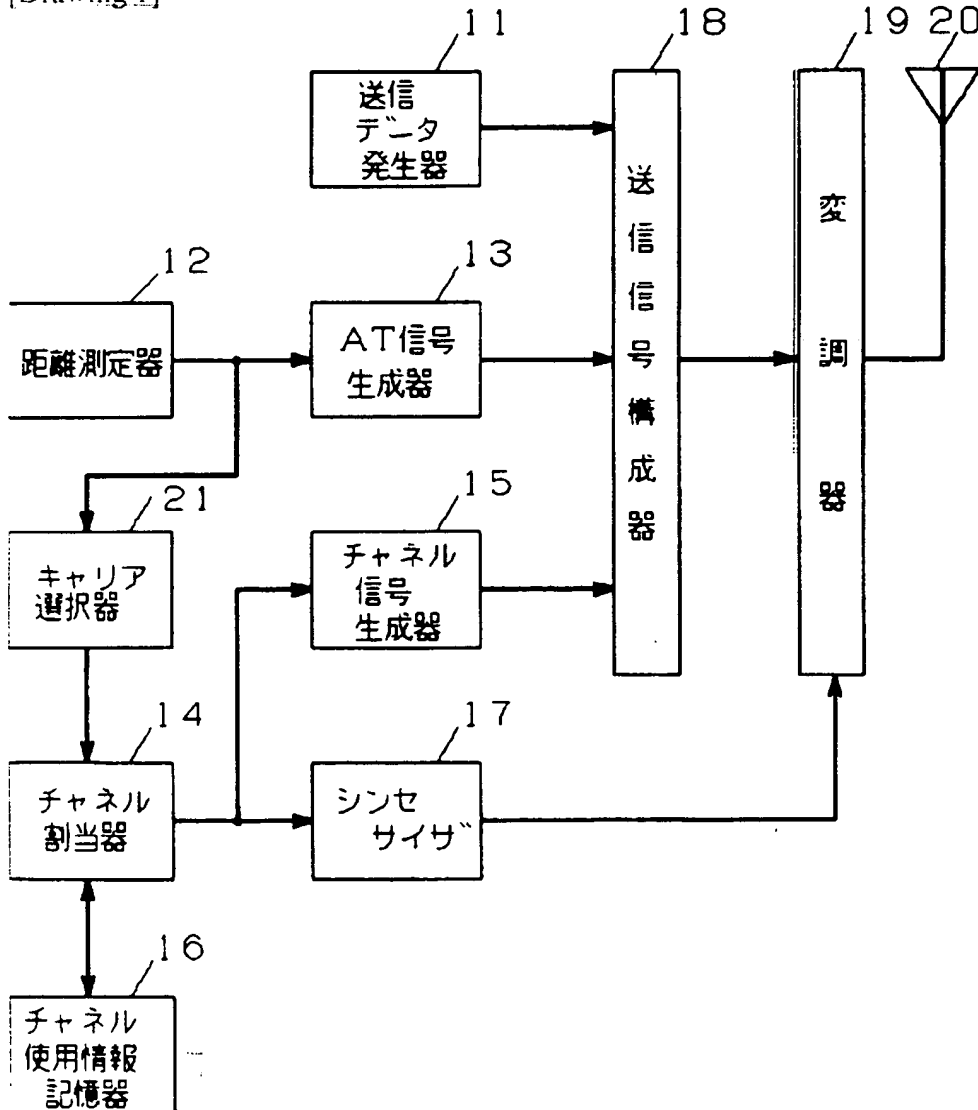 11
18
19 20
送信
データ
発生器
送信信号構成器
変調器
12
13
距離測定器
AT信号
生成器
21
15
キャリア
選択器
チャネル
信号
生成器
14
17
チャネル
割当器
シンセ
サイザ
16
チャネル
使用情報
記憶器